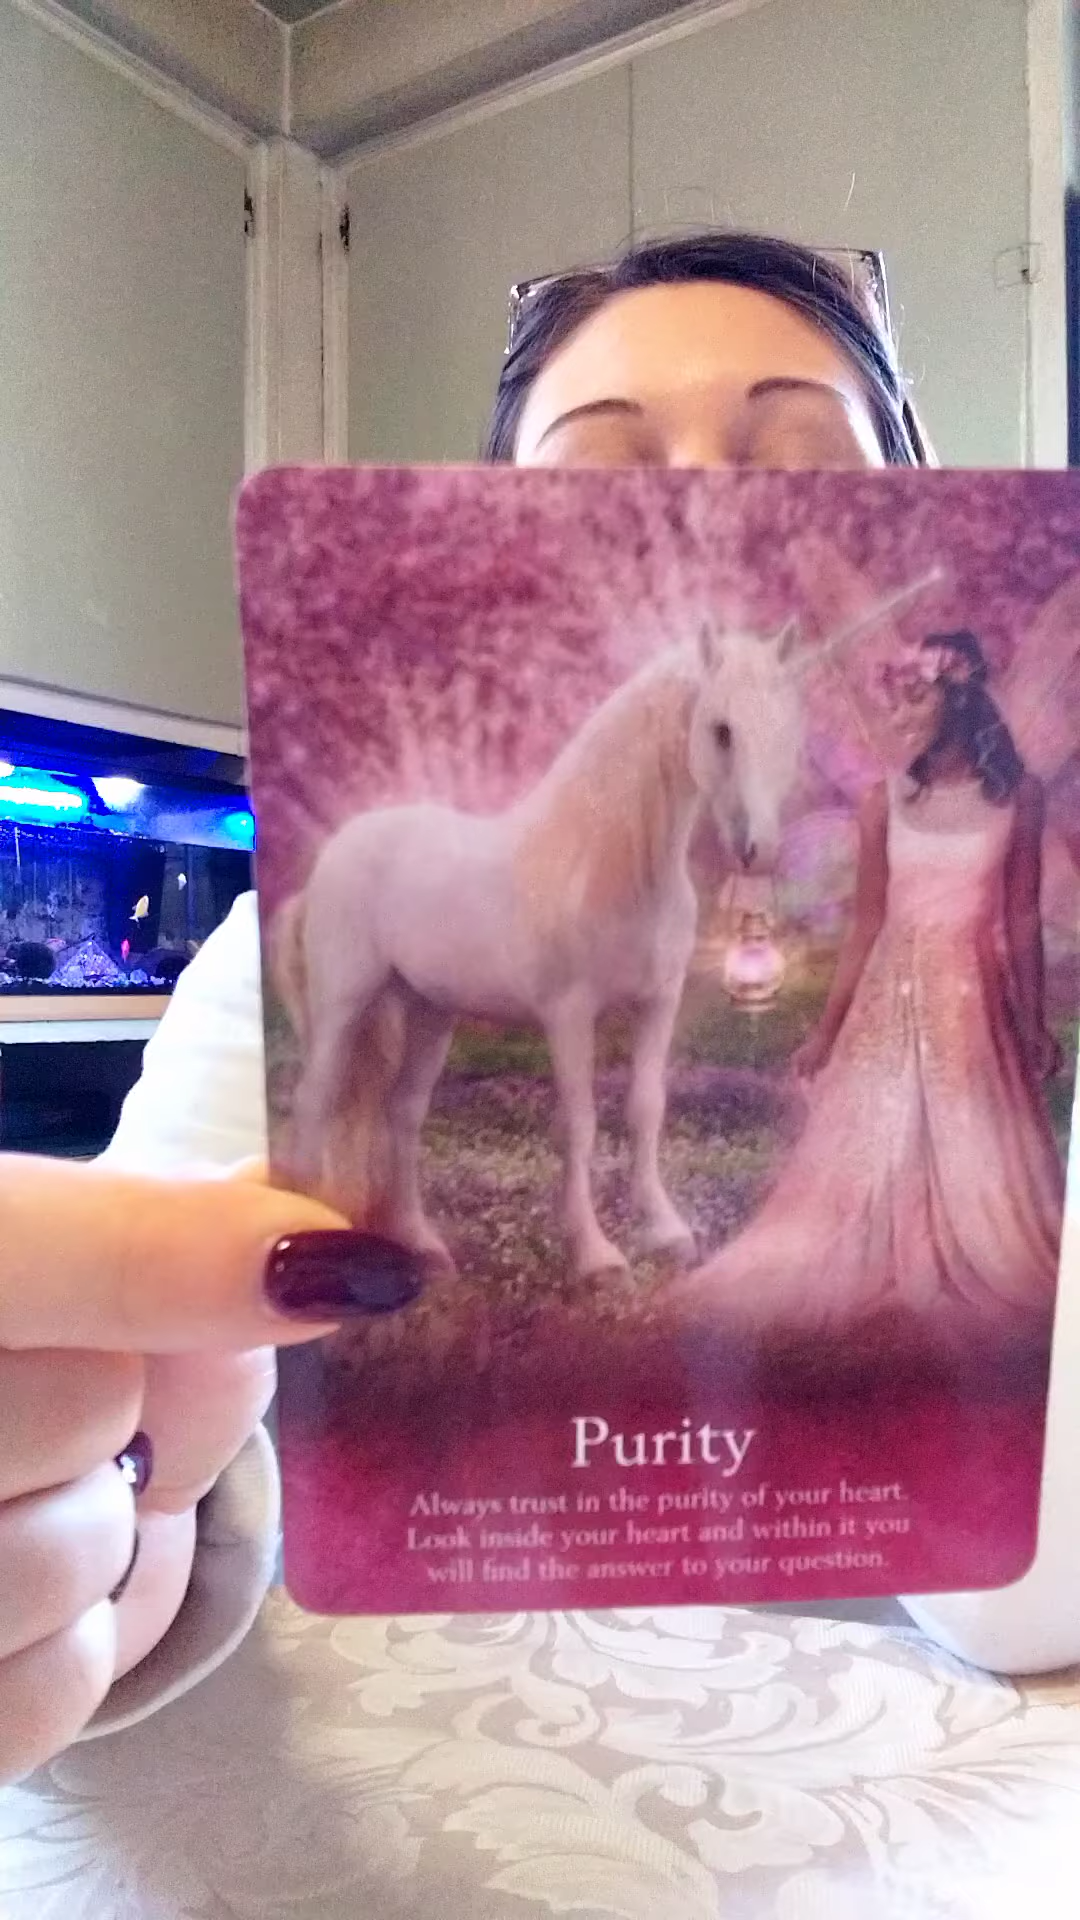 Purity
Always trust in the purity of your heart.
Look inside your heart and within it you
will find the answer to your question.